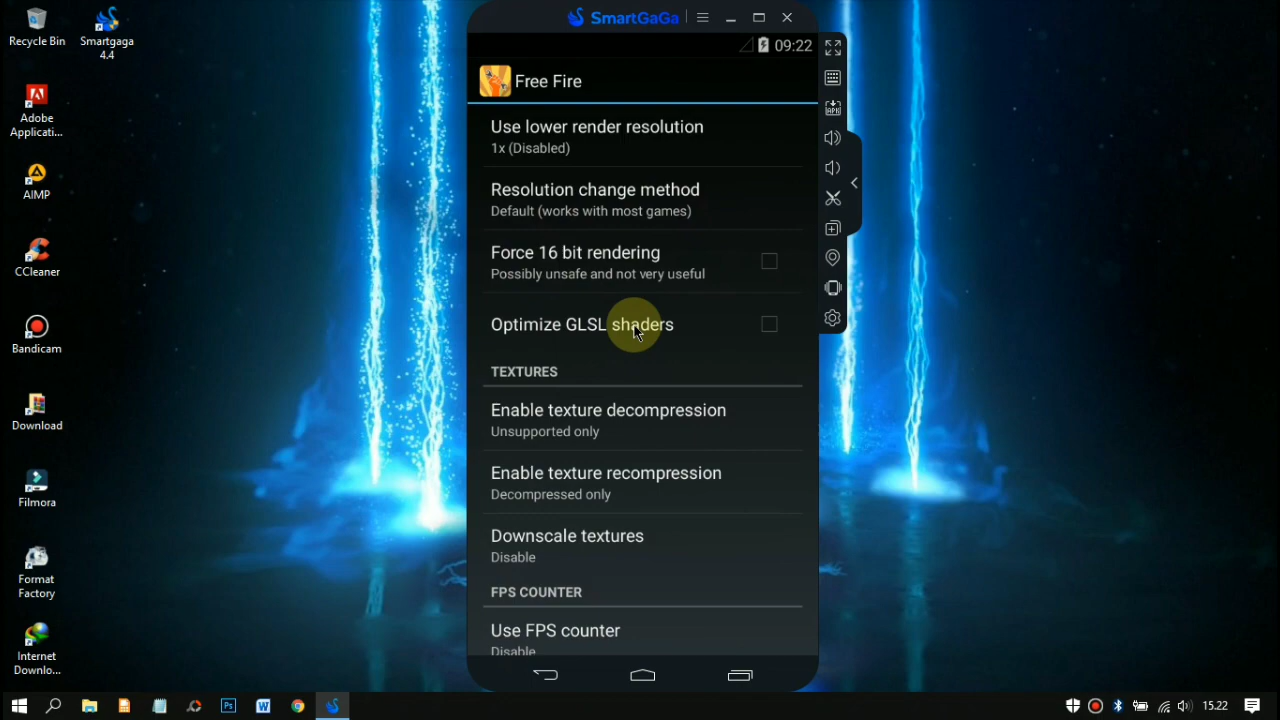 Recycle Bin
Smartgaga
4.4
Adobe
Applicati...
AIMP
CCleaner
Bandicam
Download
Filmora
Format
Factory
Internet
Downlo...
SmartGaGa
09:22
Free Fire
Use lower render resolution
1x (Disabled)
Resolution change method
Default (works with most games)
Force 16 bit rendering
Possibly unsafe and not very useful
Optimize GLSL shaders
TEXTURES
Enable texture decompression
Unsupported only
Enable texture recompression
Decompressed only
Downscale textures
Disable
FPS COUNTER
Use FPS counter
Disable
APK
Ps
W
15.22